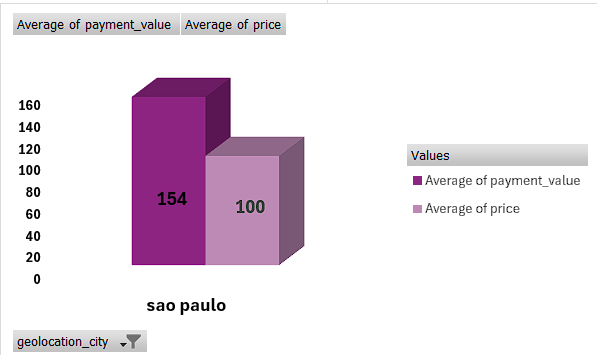 Average of payment_value Average of price
160
140
120
100
80
60
40
20
0
154
100
sao paulo
Values
Average of payment_value
Average of price
geolocation_city